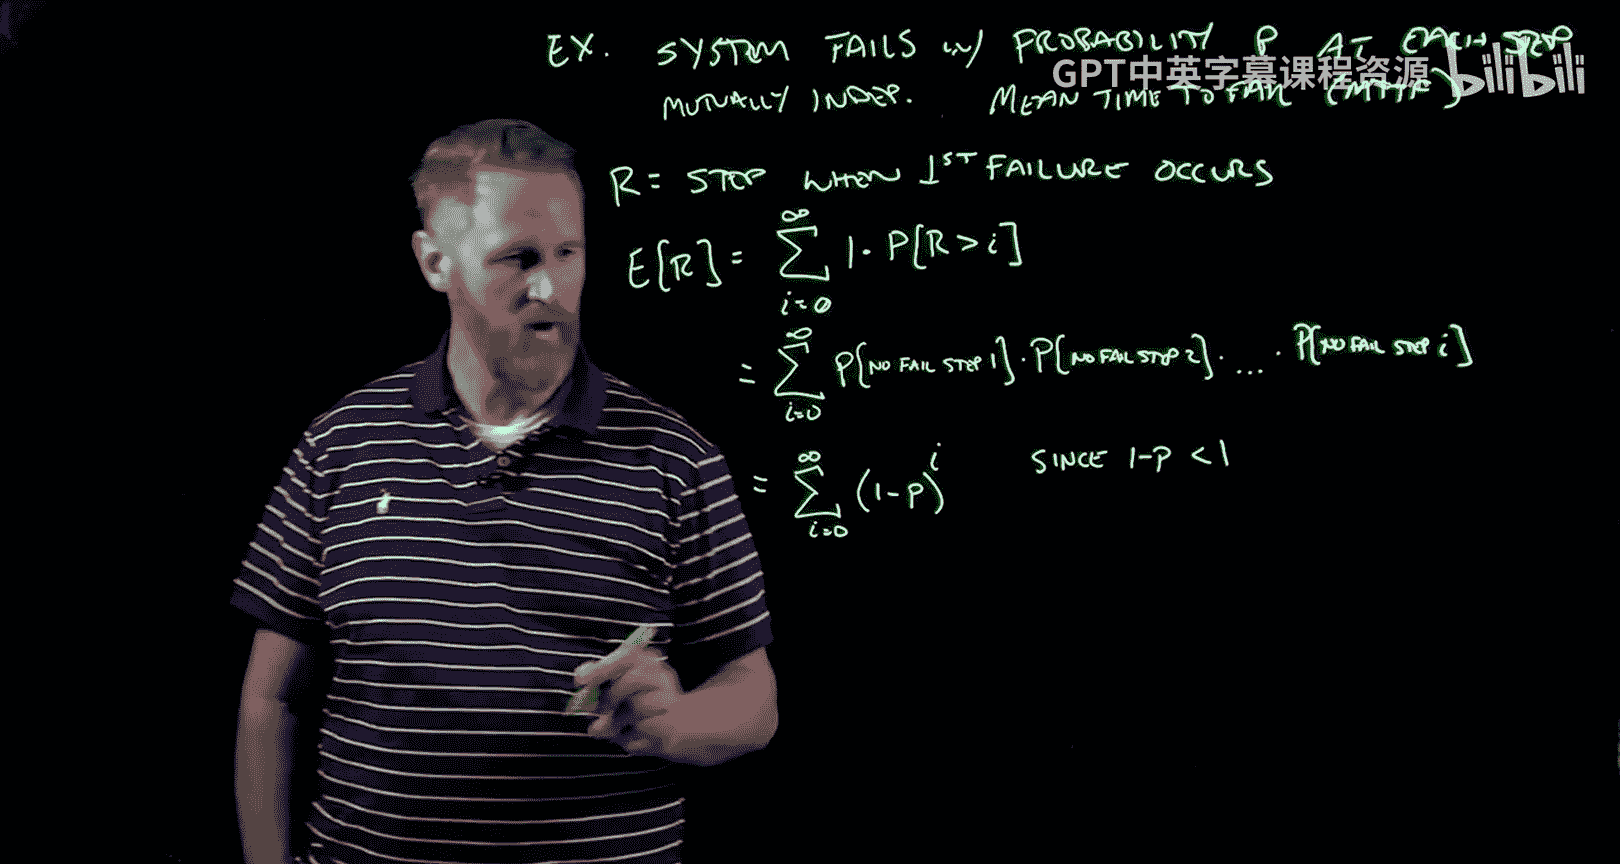 EX. SYSTEM FAILS w/ PROBABILITY P AT EACH STEP
GPT中英字幕课程资源 bilibili
MUTUALLY INDEP. MEAN TIME TO FAIL (MTTF)
R = STEP WHEN 1ST FAILURE OCCURS
E[R] = ∑_{i=0}^{∞} 1 · P[R > i]
= ∑_{i=0}^{∞} P[NO FAIL STEP 1] · P[NO FAIL STEP 2] · ... · P[NO FAIL STEP i]
= ∑_{i=0}^{∞} (1-P)^i SINCE 1-P < 1